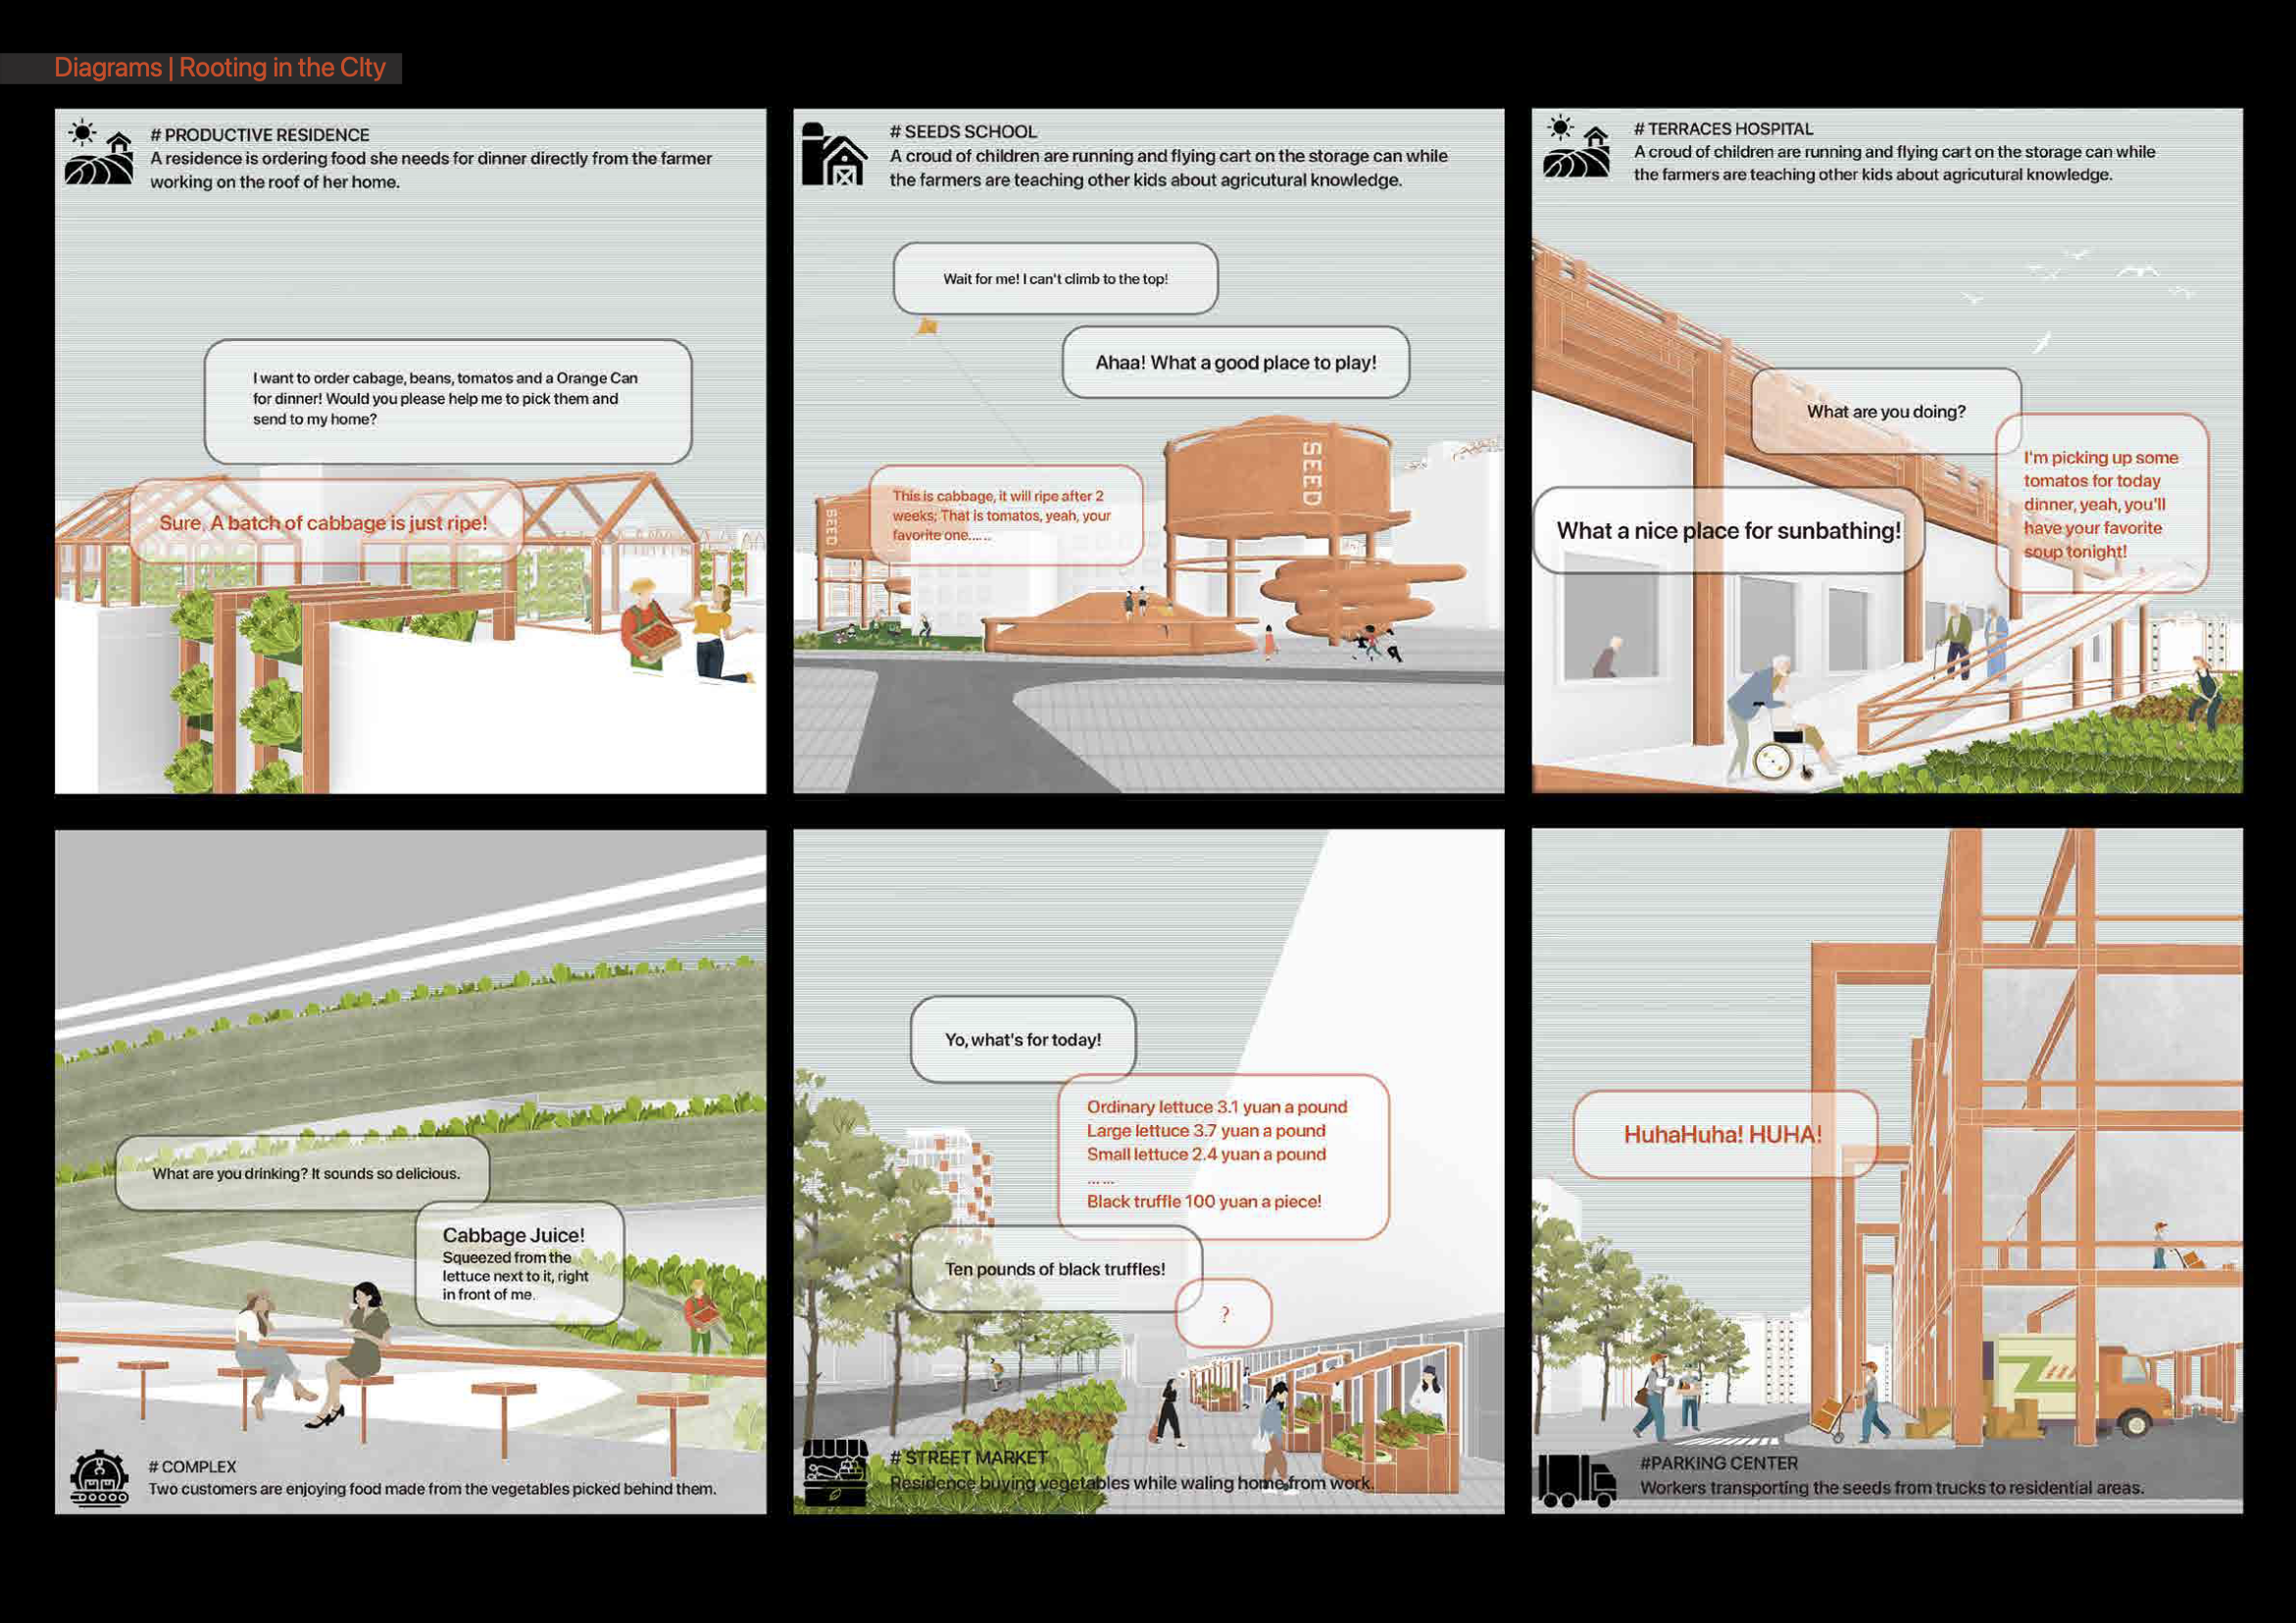 Diagrams | Rooting in the CIty
# PRODUCTIVE RESIDENCE
A residence is ordering food she needs for dinner directly from the farmer
working on the roof of her home.
I want to order cabage, beans, tomatos and a Orange Can
for dinner! Would you please help me to pick them and
send to my home?
Sure. A batch of cabbage is just ripe!
# SEEDS SCHOOL
A croud of children are running and flying cart on the storage can while
the farmers are teaching other kids about agricutural knowledge.
Wait for me! I can't climb to the top!
Ahaa! What a good place to play!
This is cabbage, it will ripe after 2
weeks; That is tomatos, yeah, your
favorite one......
SEED
SEED
# TERRACES HOSPITAL
A croud of children are running and flying cart on the storage can while
the farmers are teaching other kids about agricutural knowledge.
What are you doing?
I'm picking up some
tomatos for today
dinner, yeah, you'll
have your favorite
soup tonight!
What a nice place for sunbathing!
What are you drinking? It sounds so delicious.
Cabbage Juice!
Squeezed from the
lettuce next to it, right
in front of me.
# COMPLEX
Two customers are enjoying food made from the vegetables picked behind them.
Yo, what's for today!
Ordinary lettuce 3.1 yuan a pound
Large lettuce 3.7 yuan a pound
Small lettuce 2.4 yuan a pound
... ...
Black truffle 100 yuan a piece!
Ten pounds of black truffles!
?
# STREET MARKET
Residence buying vegetables while waling home from work.
HuhaHuha! HUHA!
#PARKING CENTER
Workers transporting the seeds from trucks to residential areas.